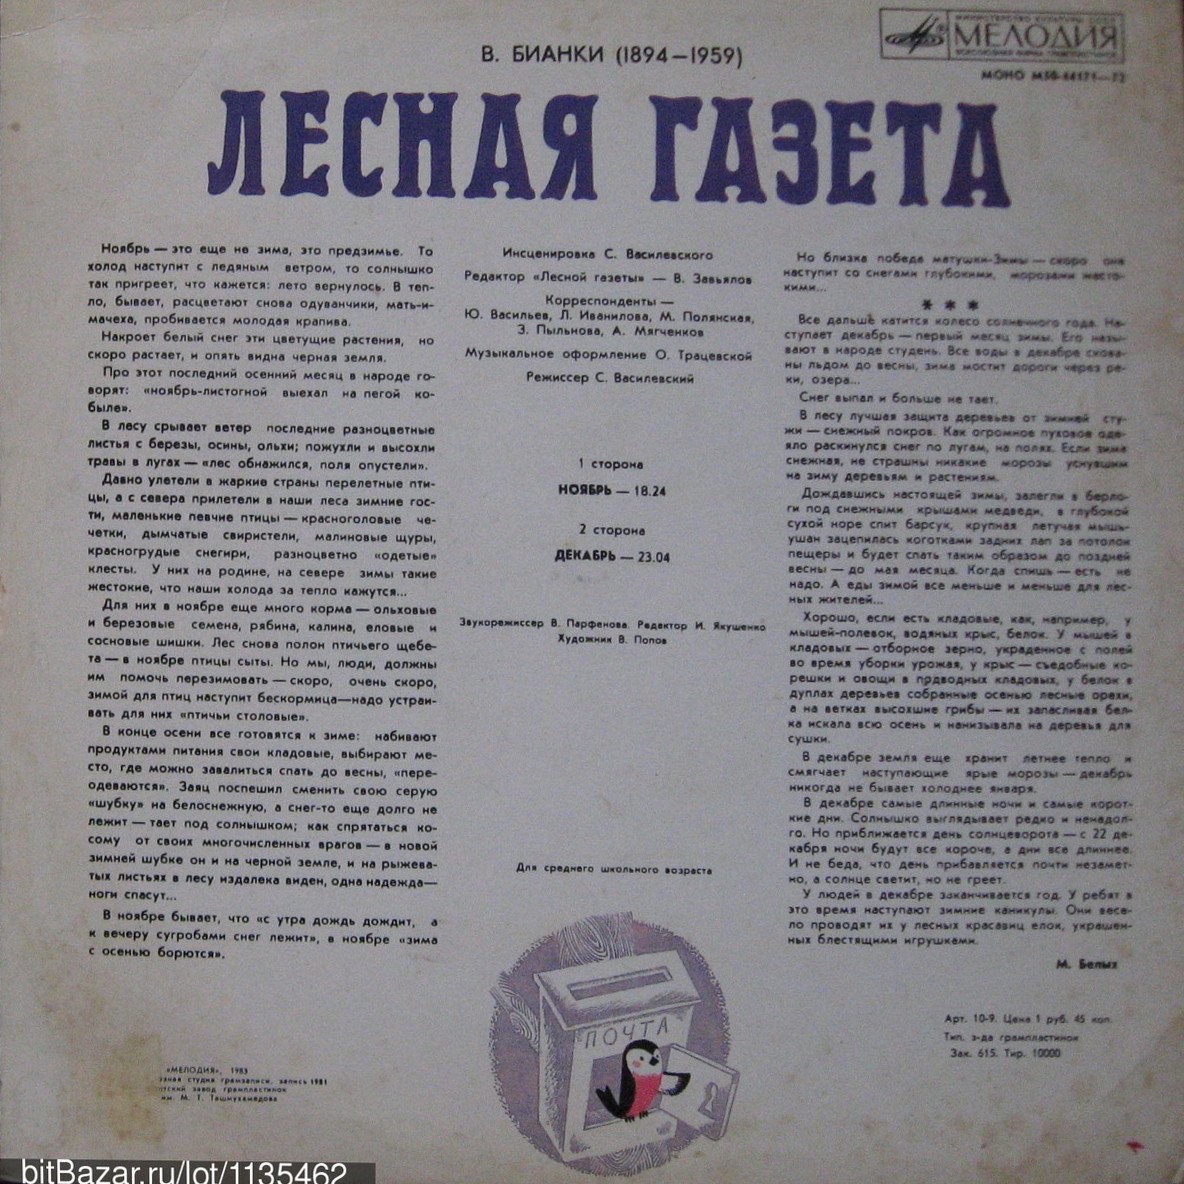 МЕЛОДИЯ
В. БИАНКИ (1894—1959)
МОНО М50-44171—72
ЛЕСНАЯ ГАЗЕТА
Ноябрь — это еще не зима, это предзимье. То
холод наступит с ледяным ветром, то солнышко
так пригреет, что кажется: лето вернулось. В теп-
ло, бывает, расцветают снова одуванчики, мать-и-
мачеха, пробивается молодая крапива.
Накроет белый снег эти цветущие растения, но
скоро растает, и опять видна черная земля.
Про этот последний осенний месяц в народе го-
ворят: «ноябрь-листогной выехал на пегой ко-
быле».
В лесу срывает ветер последние разноцветные
листья с березы, осины, ольхи; пожухли и высохли
травы в лугах — «лес обнажился, поля опустели».
Давно улетели в жаркие страны перелетные пти-
цы, а с севера прилетели в наши леса зимние гос-
ти, маленькие певчие птицы — красноголовые че-
четки, дымчатые свиристели, малиновые щуры,
красногрудые снегири, разноцветно «одетые»
клесты. У них на родине, на севере зимы такие
жестокие, что наши холода за тепло кажутся...
Для них в ноябре еще много корма — ольховые
и березовые семена, рябина, калина, еловые и
сосновые шишки. Лес снова полон птичьего щебе-
та — в ноябре птицы сыты. Но мы, люди, должны
им помочь перезимовать — скоро, очень скоро,
зимой для птиц наступит бескормица—надо устраи-
вать для них «птичьи столовые».
В конце осени все готовятся к зиме: набивают
продуктами питания свои кладовые, выбирают ме-
сто, где можно завалиться спать до весны, «пере-
одеваются». Заяц поспешил сменить свою серую
«шубку» на белоснежную, а снег-то еще долго не
лежит — тает под солнышком; как спрятаться ко-
сому от своих многочисленных врагов — в новой
зимней шубке он и на черной земле, и на рыжева-
тых листьях в лесу издалека виден, одна надежда—
ноги спасут...
В ноябре бывает, что «с утра дождь дождит, а
к вечеру сугробами снег лежит», в ноябре «зима
с осенью борются».
Инсценировка С. Василевского
Редактор «Лесной газеты» — В. Завьялов
Корреспонденты —
Ю. Васильев, Л. Иванилова, М. Полянская,
З. Пыльнова, А. Мягченков
Музыкальное оформление О. Трацевской
Режиссер С. Василевский
1 сторона
НОЯБРЬ — 18.24
2 сторона
ДЕКАБРЬ — 23.04
Звукорежиссер В. Парфенова. Редактор И. Якушенко
Художник В. Попов
Для среднего школьного возраста
ПОЧТА
Но близка победа матушки-Зимы — скоро она
наступит со снегами глубокими, морозами жесто-
кими...
* * *
Все дальше катится колесо солнечного года. На-
ступает декабрь — первый месяц зимы. Его назы-
вают в народе студень. Все воды в декабре скова-
ны льдом до весны, зима мостит дороги через ре-
ки, озера...
Снег выпал и больше не тает.
В лесу лучшая защита деревьев от зимней сту-
жи — снежный покров. Как огромное пуховое оде-
яло раскинулся снег по лугам, на полях. Если зима
снежная, не страшны никакие морозы уснувшим
на зиму деревьям и растениям.
Дождавшись настоящей зимы, залегли в берло-
ги под снежными крышами медведи, в глубокой
сухой норе спит барсук, крупная летучая мышь-
ушан зацепилась коготками задних лап за потолок
пещеры и будет спать таким образом до поздней
весны — до мая месяца. Когда спишь — есть не
надо. А еды зимой все меньше и меньше для лес-
ных жителей...
Хорошо, если есть кладовые, как, например, у
мышей-полевок, водяных крыс, белок. У мышей в
кладовых — отборное зерно, украденное с полей
во время уборки урожая, у крыс — съедобные ко-
решки и овощи в подводных кладовых, у белок в
дуплах деревьев собранные осенью лесные орехи,
а на ветках высохшие грибы — их запасливая бел-
ка искала всю осень и нанизывала на деревья для
сушки.
В декабре земля еще хранит летнее тепло и
смягчает наступающие ярые морозы — декабрь
никогда не бывает холоднее января.
В декабре самые длинные ночи и самые корот-
кие дни. Солнышко выглядывает редко и ненадол-
го. Но приближается день солнцеворота — с 22 де-
кабря ночи будут все короче, а дни все длиннее.
И не беда, что день прибавляется почти незамет-
но, а солнце светит, но не греет.
У людей в декабре заканчивается год. У ребят в
это время наступают зимние каникулы. Они весе-
ло проводят их у лесных красавиц елок, украшен-
ных блестящими игрушками.
М. Белых
Арт. 10-9. Цена 1 руб. 45 коп.
Тип. з-да грампластинок
Зак. 615. Тир. 10000
«МЕЛОДИЯ», 1983
студия грамзаписи, запись 1981
завод грампластинок
им. М. Т. Ташмухамедова
bitBazar.ru/lot/1135462